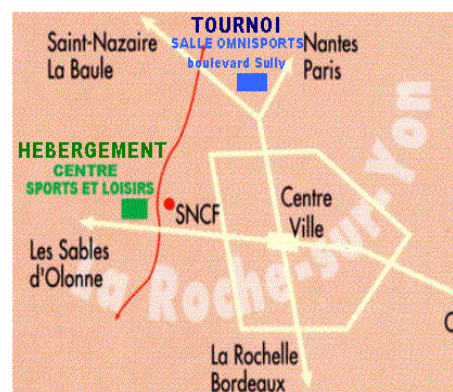 TOURNOI
SALLE OMNISPORTS
boulevard Sully
Saint-Nazaire
La Baule
Nantes
Paris
HEBERGEMENT
CENTRE
SPORTS ET LOISIRS
SNCF
Centre
Ville
Les Sables
d'Olonne
La Roche-sur-Yon
La Rochelle
Bordeaux